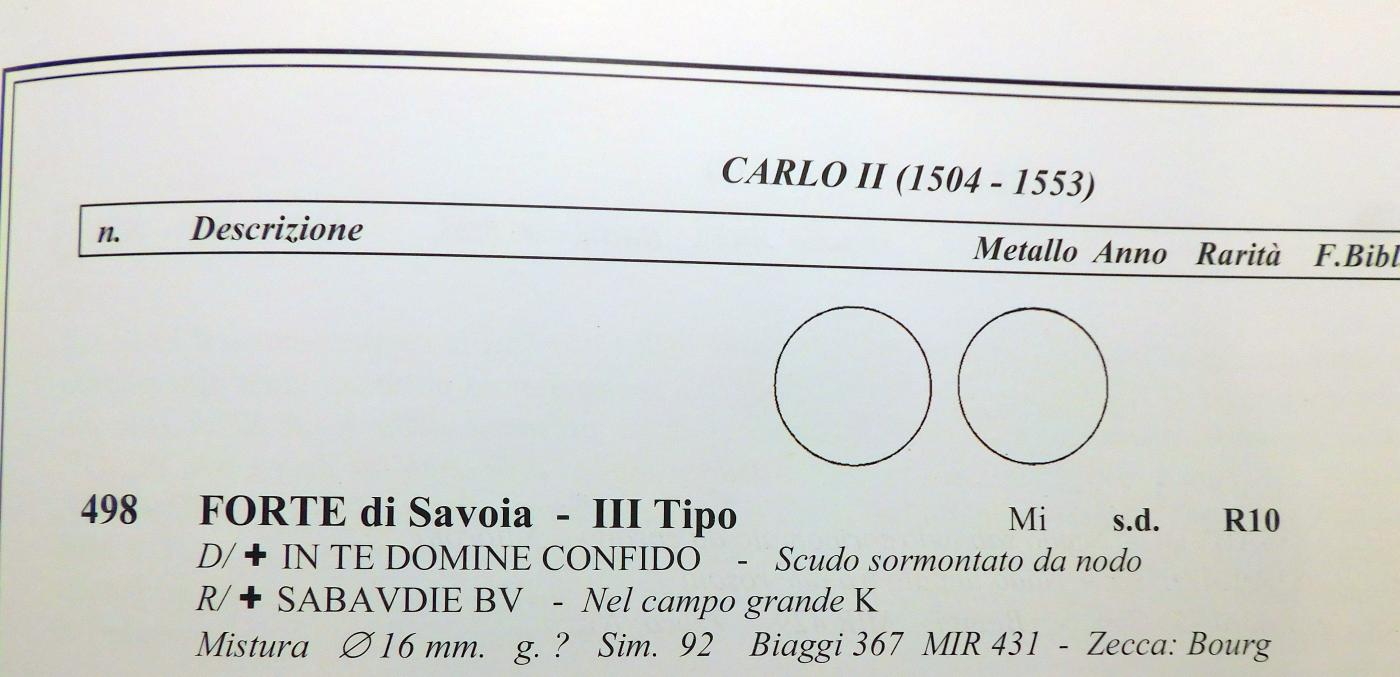 CARLO II (1504 - 1553)
n. Descrizione Metallo Anno Rarità F.Bibl
498 FORTE di Savoia - III Tipo Mi s.d. R10
D/ ✚ IN TE DOMINE CONFIDO - Scudo sormontato da nodo
R/ ✚ SABAVDIE BV - Nel campo grande K
Mistura ∅ 16 mm. g. ? Sim. 92 Biaggi 367 MIR 431 - Zecca: Bourg